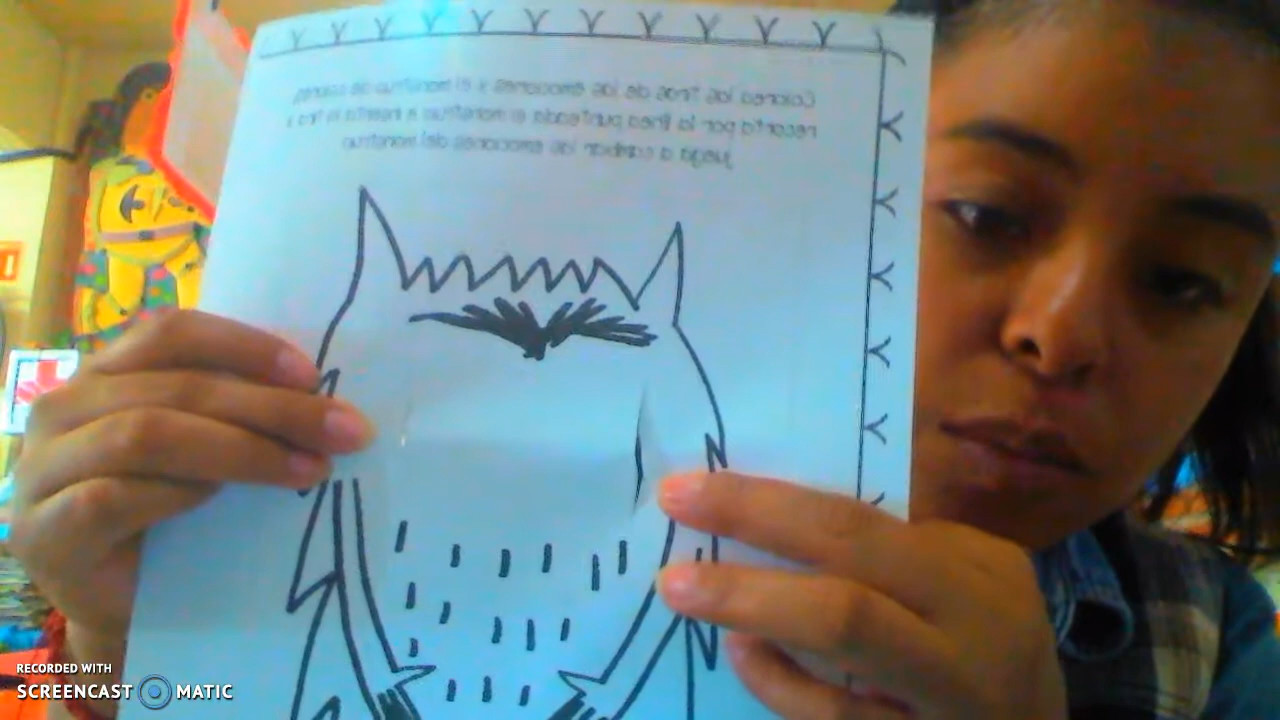 Colorea las tiras de las emociones y el monstruo de colores
recorta por la línea punteada el monstruo e inserta la tira y
juega a cambiar las emociones del monstruo
RECORDED WITH
SCREENCAST MATIC